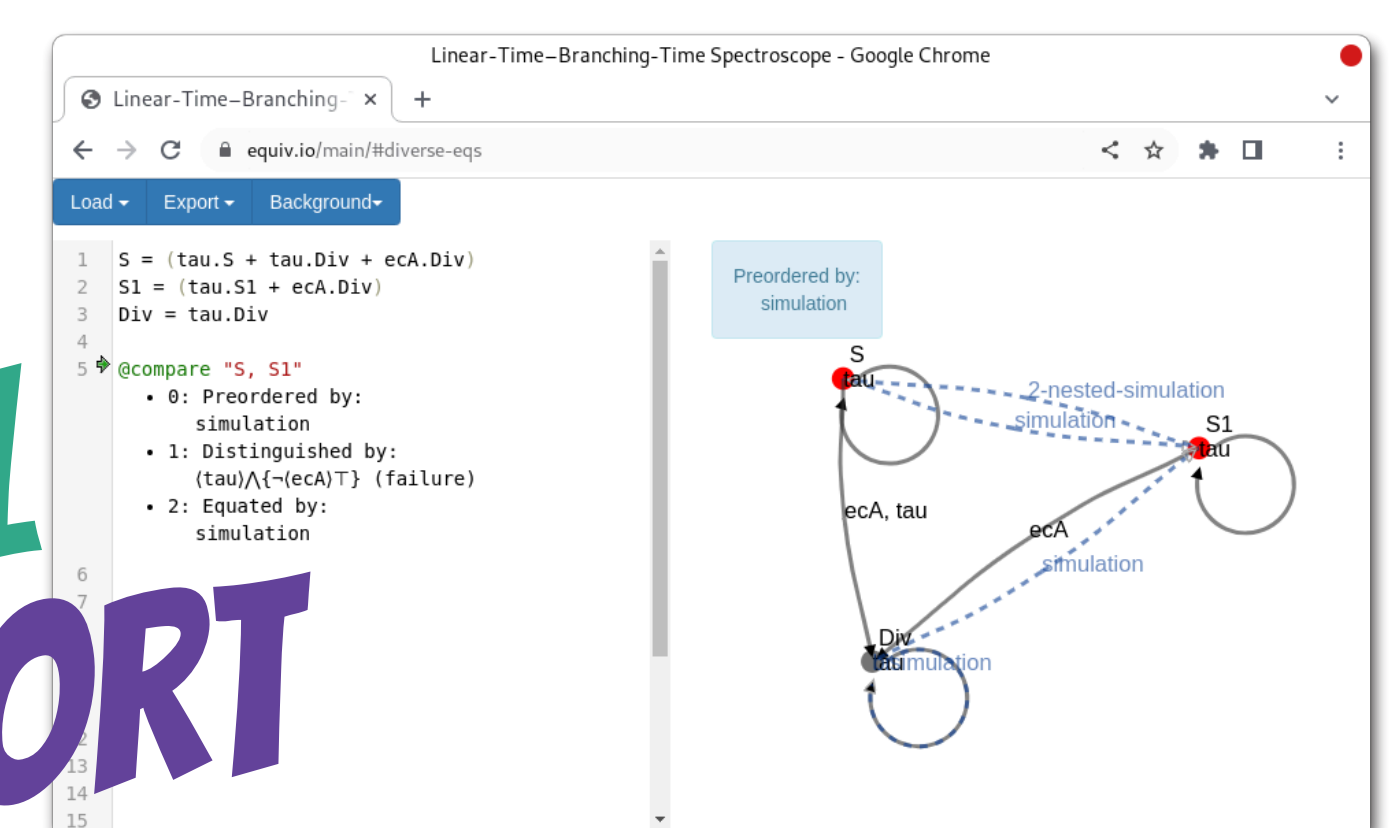 Linear-Time–Branching-Time Spectroscope - Google Chrome
Linear-Time–Branching-T
equiv.io/main/#diverse-eqs
Load Export Background
1 S = (tau.S + tau.Div + ecA.Div)
2 S1 = (tau.S1 + ecA.Div)
3 Div = tau.Div
4
5 @compare "S, S1"
• 0: Preordered by:
simulation
• 1: Distinguished by:
⟨tau⟩⋀{¬⟨ecA⟩⊤} (failure)
• 2: Equated by:
simulation
6
7
13
14
15
ORT
Preordered by:
simulation
S
tau
2-nested-simulation
simulation
S1
tau
ecA, tau
ecA
simulation
Div
tau
simulation